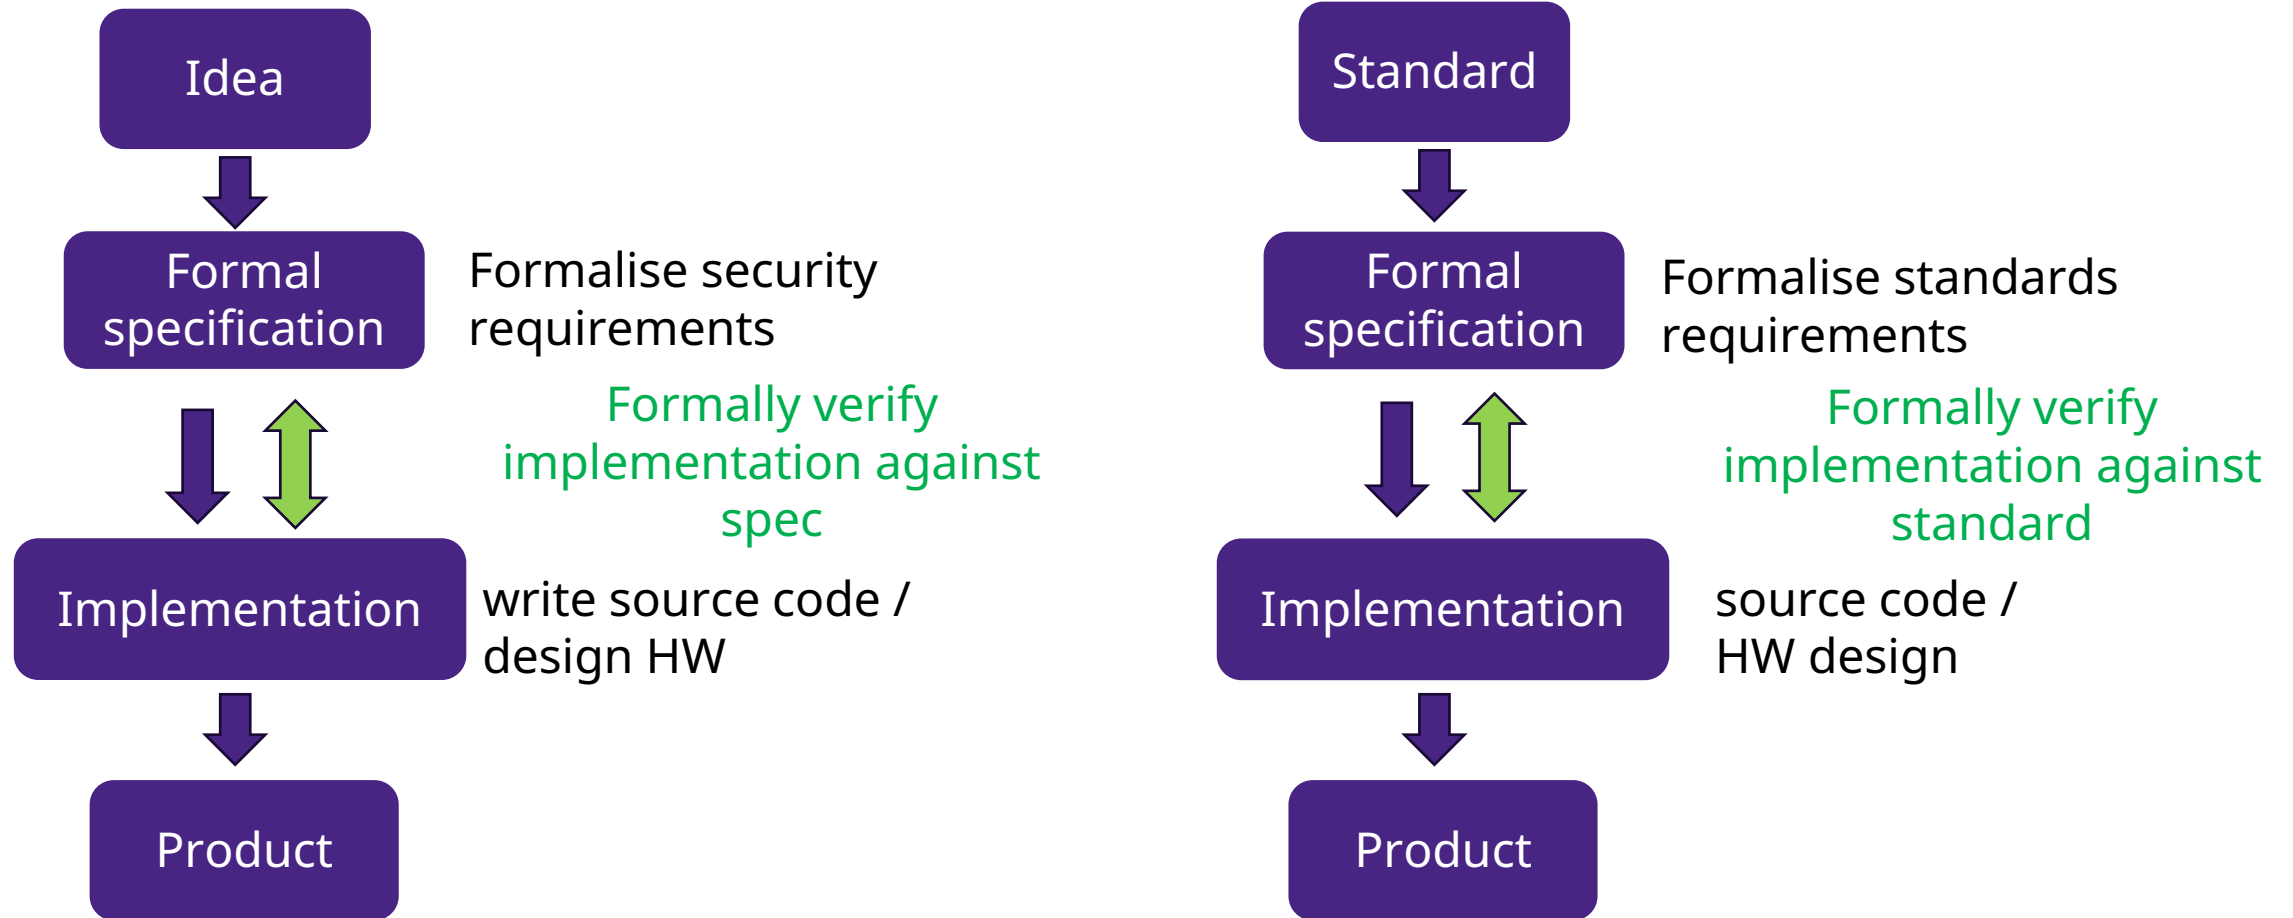 Idea
Formal
specification
Formalise security
requirements
Formally verify
implementation against
spec
Implementation
write source code /
design HW
Product
Standard
Formal
specification
Formalise standards
requirements
Formally verify
implementation against
standard
Implementation
source code /
HW design
Product